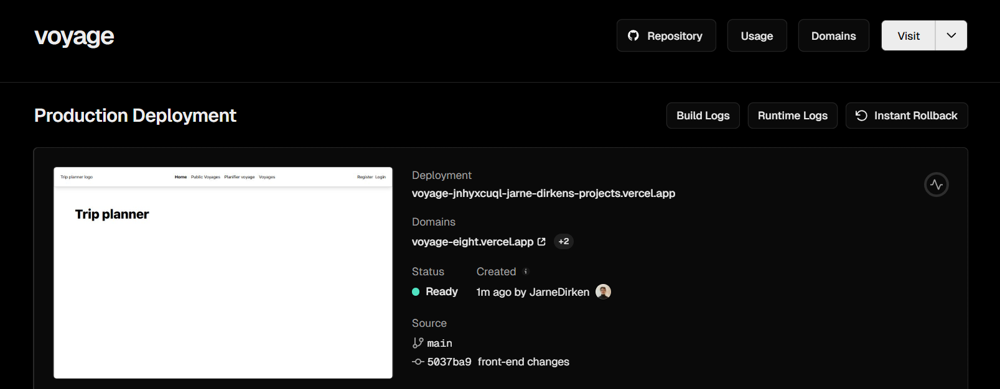 voyage
Repository
Usage
Domains
Visit
Production Deployment
Build Logs
Runtime Logs
Instant Rollback
Trip planner logo
Home Public Voyages Planifier voyage Voyages
Register Login
Trip planner
Deployment
voyage-jnhyxcuql-jarne-dirkens-projects.vercel.app
Domains
voyage-eight.vercel.app +2
Status
Created
Ready
1m ago by JarneDirken
Source
main
5037ba9 front-end changes